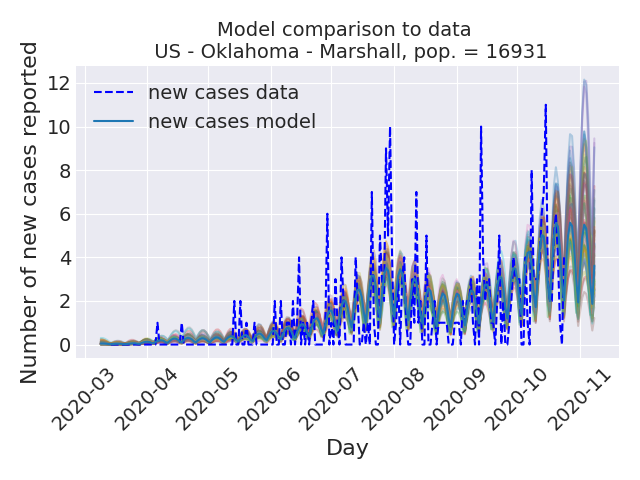 Model comparison to data
US - Oklahoma - Marshall, pop. = 16931
Number of new cases reported
12
10
8
6
4
2
0
new cases data
new cases model
2020-03
2020-04
2020-05
2020-06
2020-07
2020-08
2020-09
2020-10
2020-11
Day